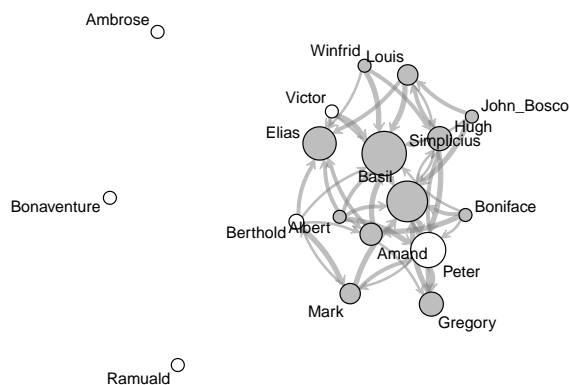 Ambrose
Winfrid
Louis
Victor
John_Bosco
Elias
Hugh
Simplicius
Basil
Bonaventure
Boniface
Berthold
Albert
Amand
Peter
Mark
Gregory
Ramuald